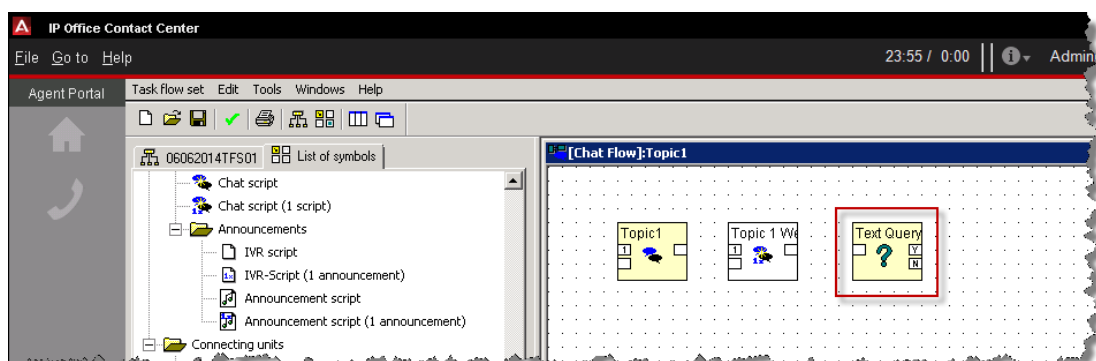 IP Office Contact Center
File Go to Help
23:55 / 0:00
Admin
Agent Portal
Task flow set Edit Tools Windows Help
06062014TFS01
List of symbols
[Chat Flow]:Topic1
Chat script
Chat script (1 script)
Announcements
IVR script
IVR-Script (1 announcement)
Announcement script
Announcement script (1 announcement)
Connecting units
Topic1
1
Topic 1 We
1
Text Query
Y
N